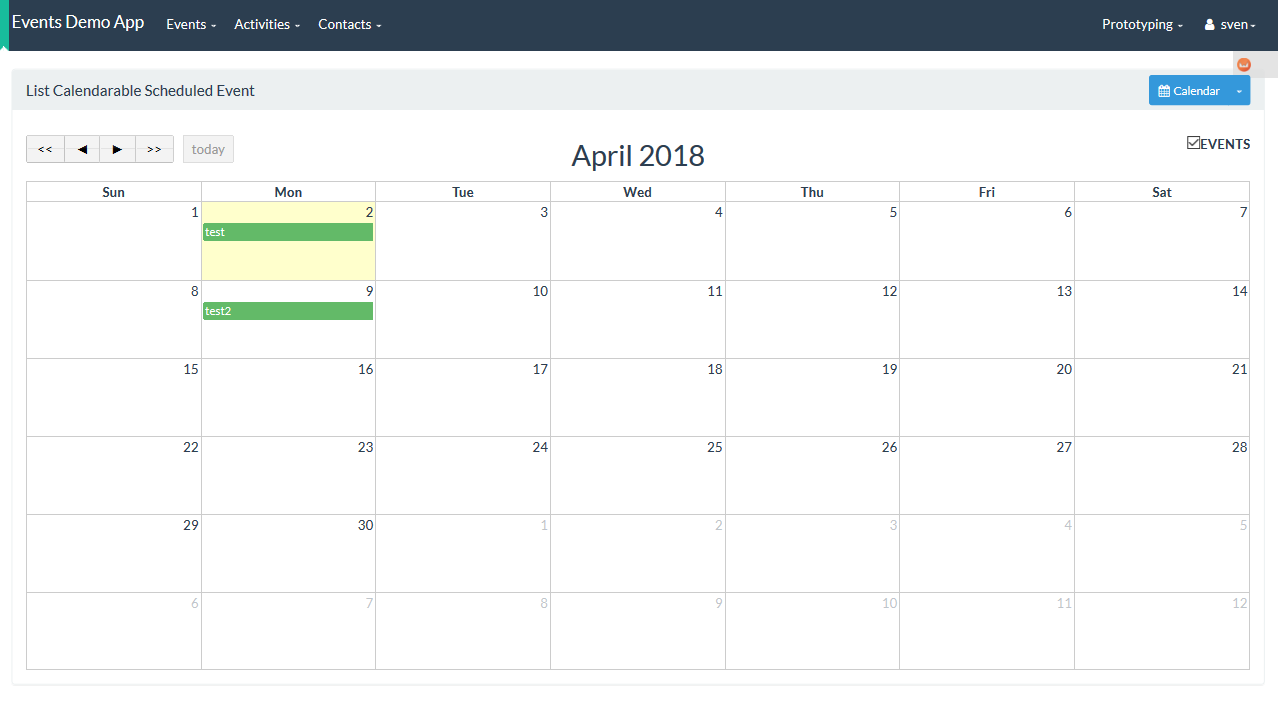 Events Demo App Events Activities Contacts Prototyping sven
List Calendarable Scheduled Event Calendar
<< ◀ ▶ >> today April 2018 EVENTS
Sun Mon Tue Wed Thu Fri Sat
1 2 3 4 5 6 7
test
8 9 10 11 12 13 14
test2
15 16 17 18 19 20 21
22 23 24 25 26 27 28
29 30 1 2 3 4 5
6 7 8 9 10 11 12